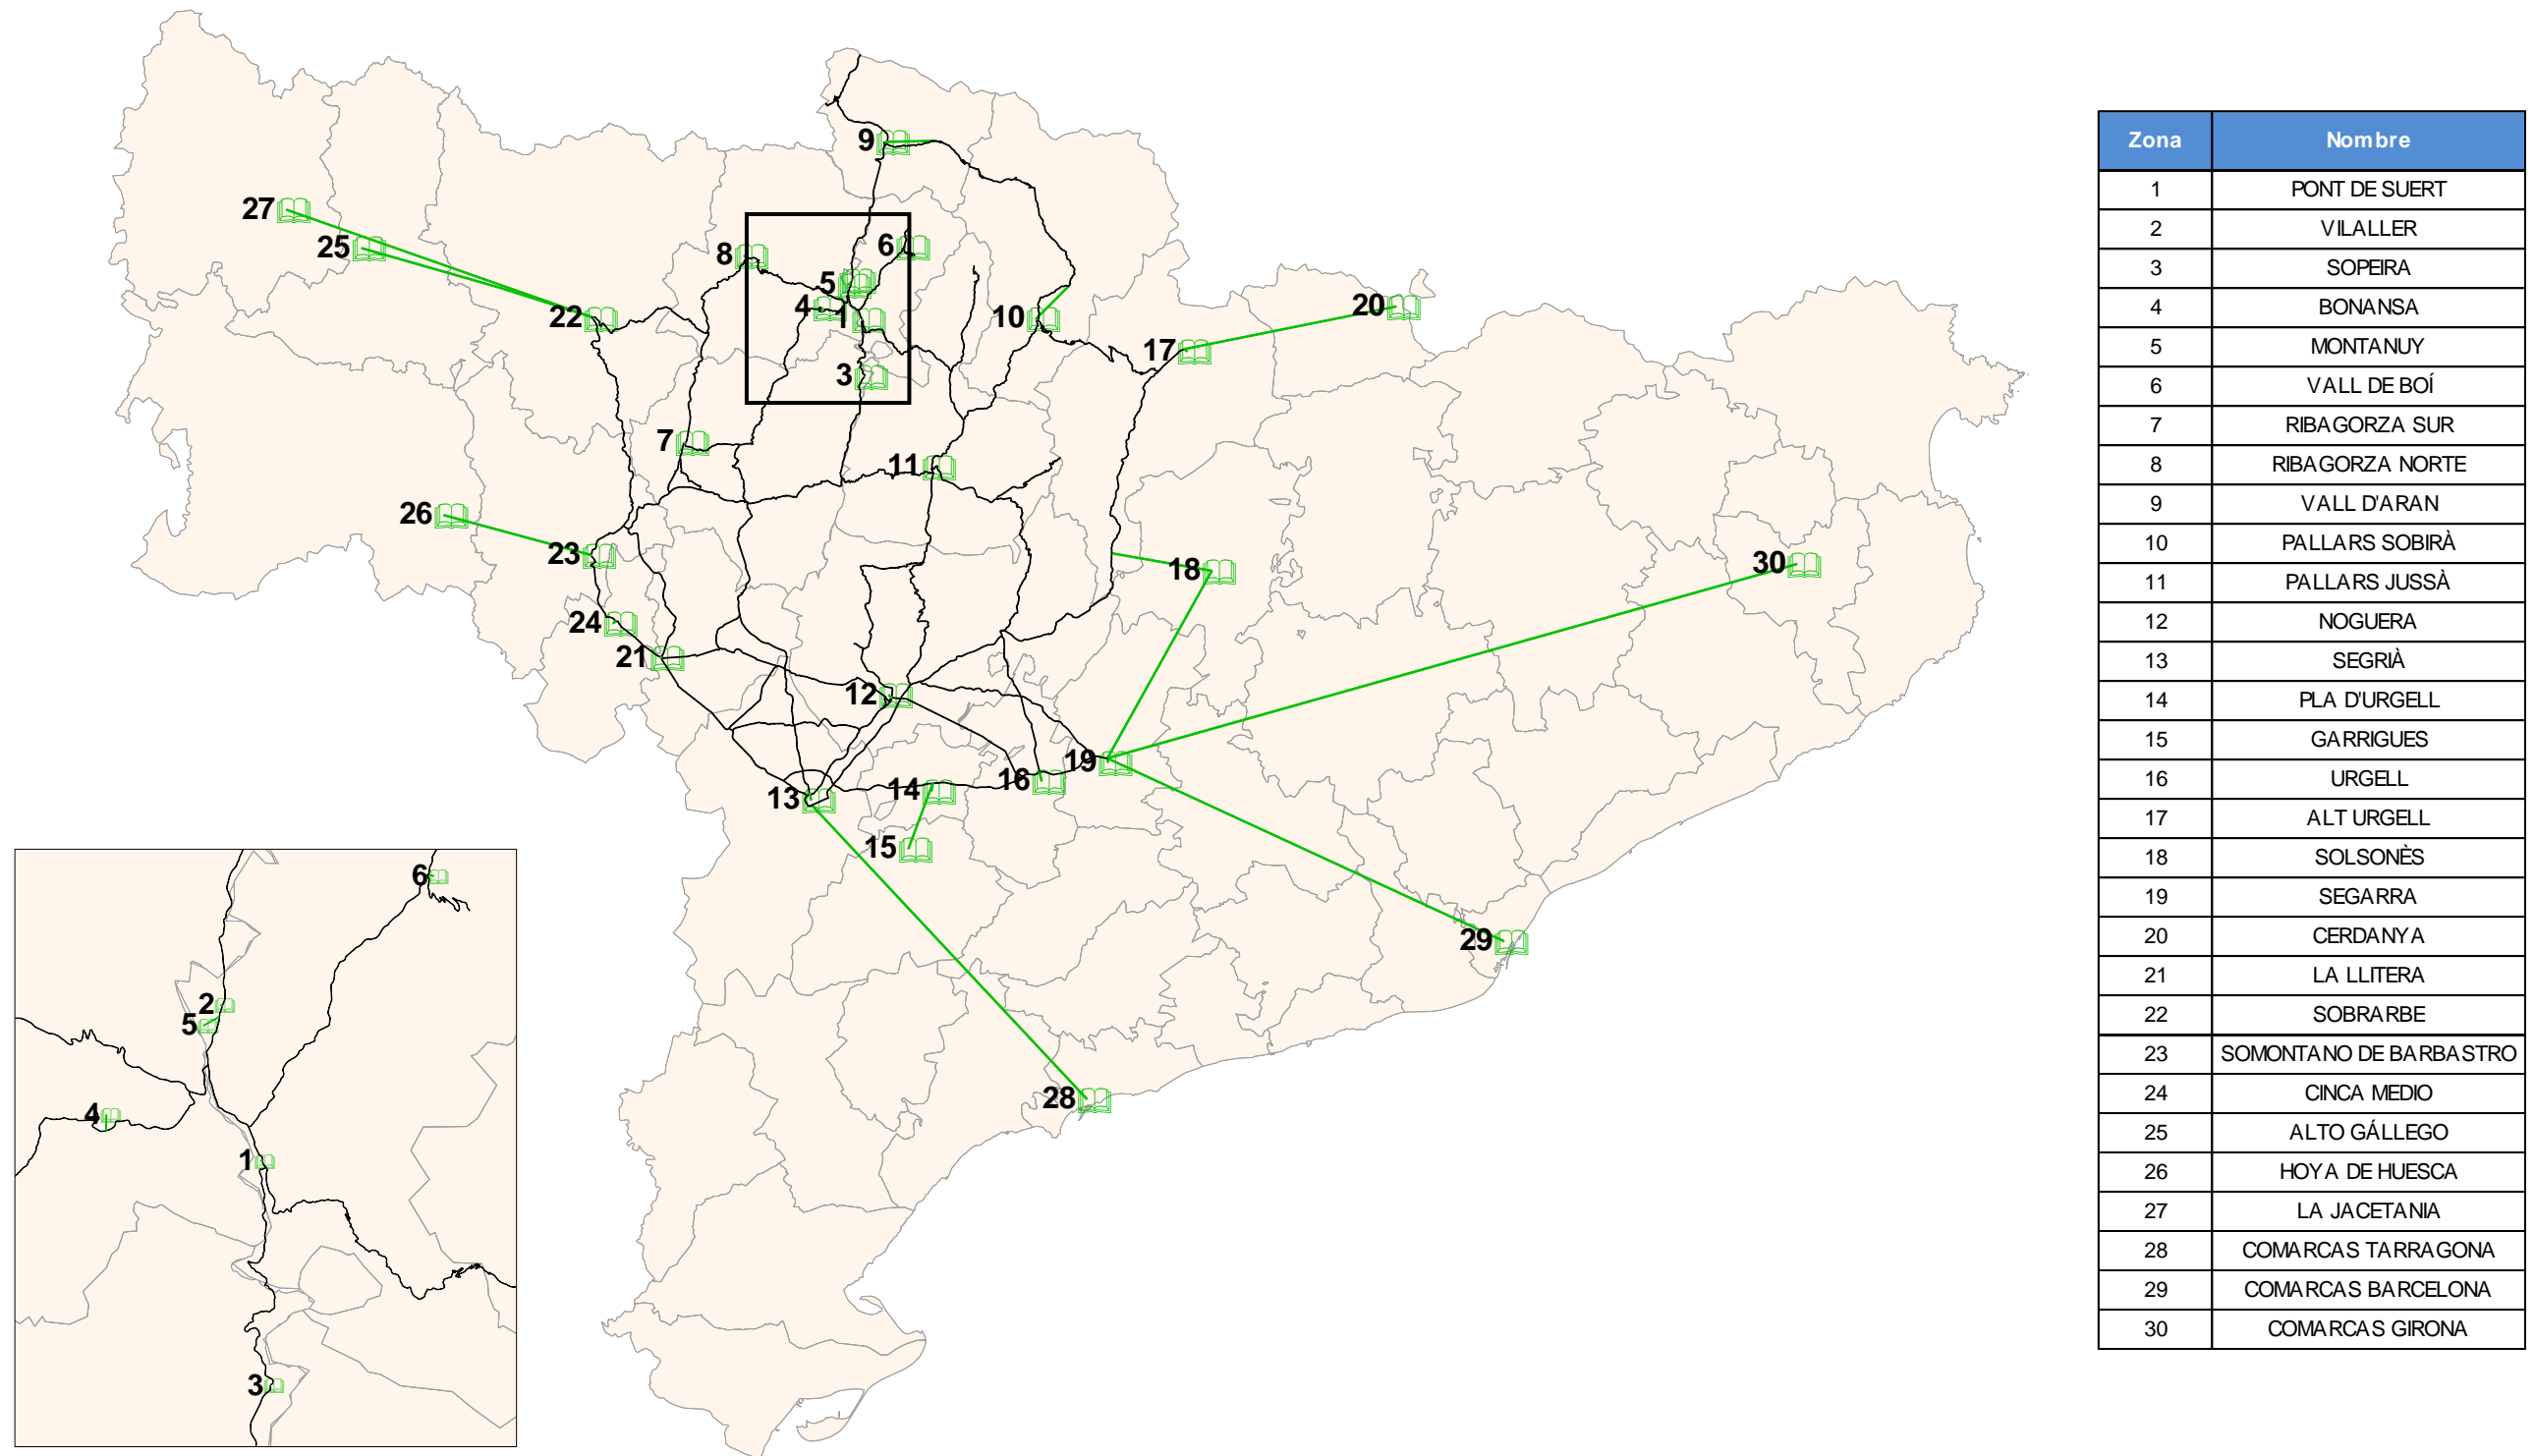 9
27
25
8
6
5
4
1
22
10
20
17
3
7
11
26
23
18
30
24
21
12
19
16
14
13
15
29
28
6
2
5
4
1
3
Zona Nombre
1 PONT DE SUERT
2 VILALLER
3 SOPEIRA
4 BONANSA
5 MONTANUY
6 VALL DE BOÍ
7 RIBAGORZA SUR
8 RIBAGORZA NORTE
9 VALL D'ARAN
10 PALLARS SOBIRÀ
11 PALLARS JUSSÀ
12 NOGUERA
13 SEGRIÀ
14 PLA D'URGELL
15 GARRIGUES
16 URGELL
17 ALT URGELL
18 SOLSONÈS
19 SEGARRA
20 CERDANYA
21 LA LLITERA
22 SOBRARBE
23 SOMONTANO DE BARBASTRO
24 CINCA MEDIO
25 ALTO GÁLLEGO
26 HOYA DE HUESCA
27 LA JACETANIA
28 COMARCAS TARRAGONA
29 COMARCAS BARCELONA
30 COMARCAS GIRONA